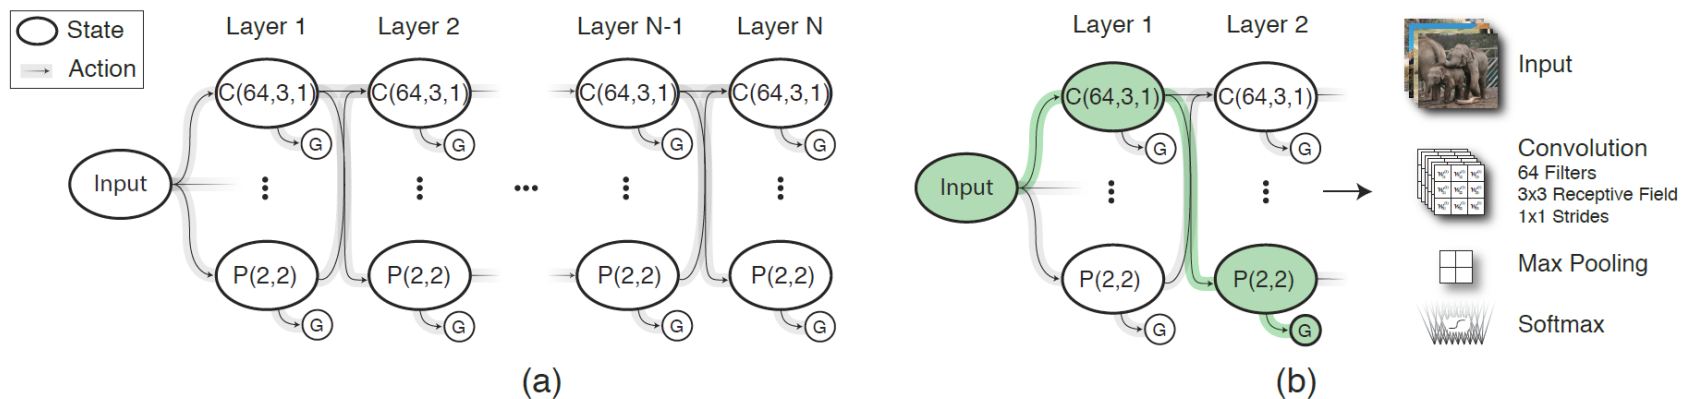 State
Action
Layer 1
Layer 2
Layer N-1
Layer N
C(64,3,1)
C(64,3,1)
C(64,3,1)
C(64,3,1)
G
G
G
G
Input
P(2,2)
P(2,2)
P(2,2)
P(2,2)
G
G
G
G
(a)
Layer 1
Layer 2
C(64,3,1)
C(64,3,1)
G
G
Input
P(2,2)
P(2,2)
G
G
(b)
Input
Convolution
64 Filters
3x3 Receptive Field
1x1 Strides
Max Pooling
Softmax